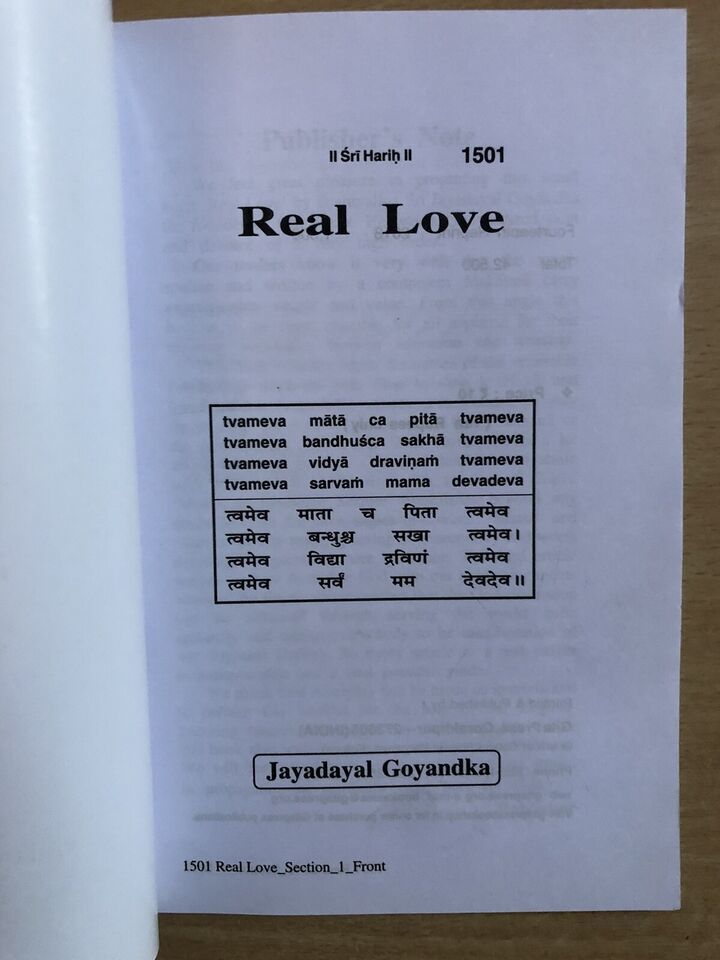 ॥ Śrī Hariḥ ॥ 1501
Real Love
tvameva mātā ca pitā tvameva
tvameva bandhuśca sakhā tvameva
tvameva vidyā draviṇaṁ tvameva
tvameva sarvaṁ mama devadeva
त्वमेव माता च पिता त्वमेव
त्वमेव बन्धुश्च सखा त्वमेव।
त्वमेव विद्या द्रविणं त्वमेव
त्वमेव सर्वं मम देवदेव॥
Jayadayal Goyandka
1501 Real Love_Section_1_Front